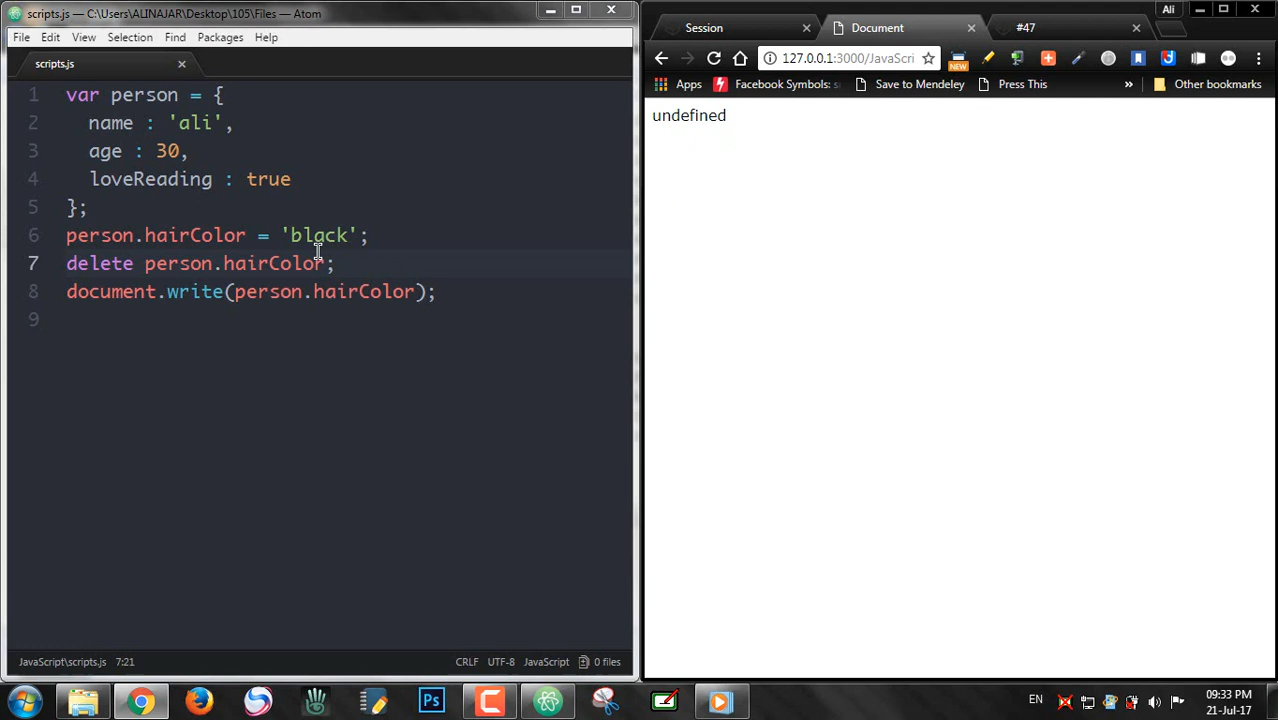 scripts.js — C:\Users\ALINAJAR\Desktop\105\Files — Atom
File Edit View Selection Find Packages Help
scripts.js
1 var person = {
2 name : 'ali',
3 age : 30,
4 loveReading : true
5 };
6 person.hairColor = 'black';
7 delete person.hairColor;
8 document.write(person.hairColor);
9
JavaScript\scripts.js 7:21 CRLF UTF-8 JavaScript 0 files
Ali
Session Document #47
127.0.0.1:3000/JavaScri
NEW
Apps Facebook Symbols: Save to Mendeley Press This » Other bookmarks
undefined
Ps EN 09:33 PM
21-Jul-17